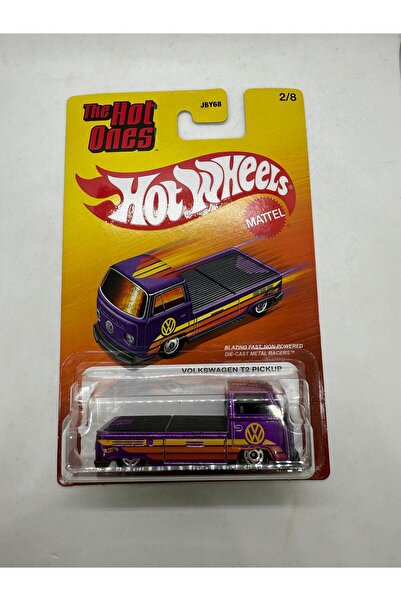 The Hot
Ones
JBY68
2/8
Hot Wheels
MATTEL
BLAZING FAST, NON-POWERED
DIE-CAST METAL RACERS™
VOLKSWAGEN T2 PICKUP